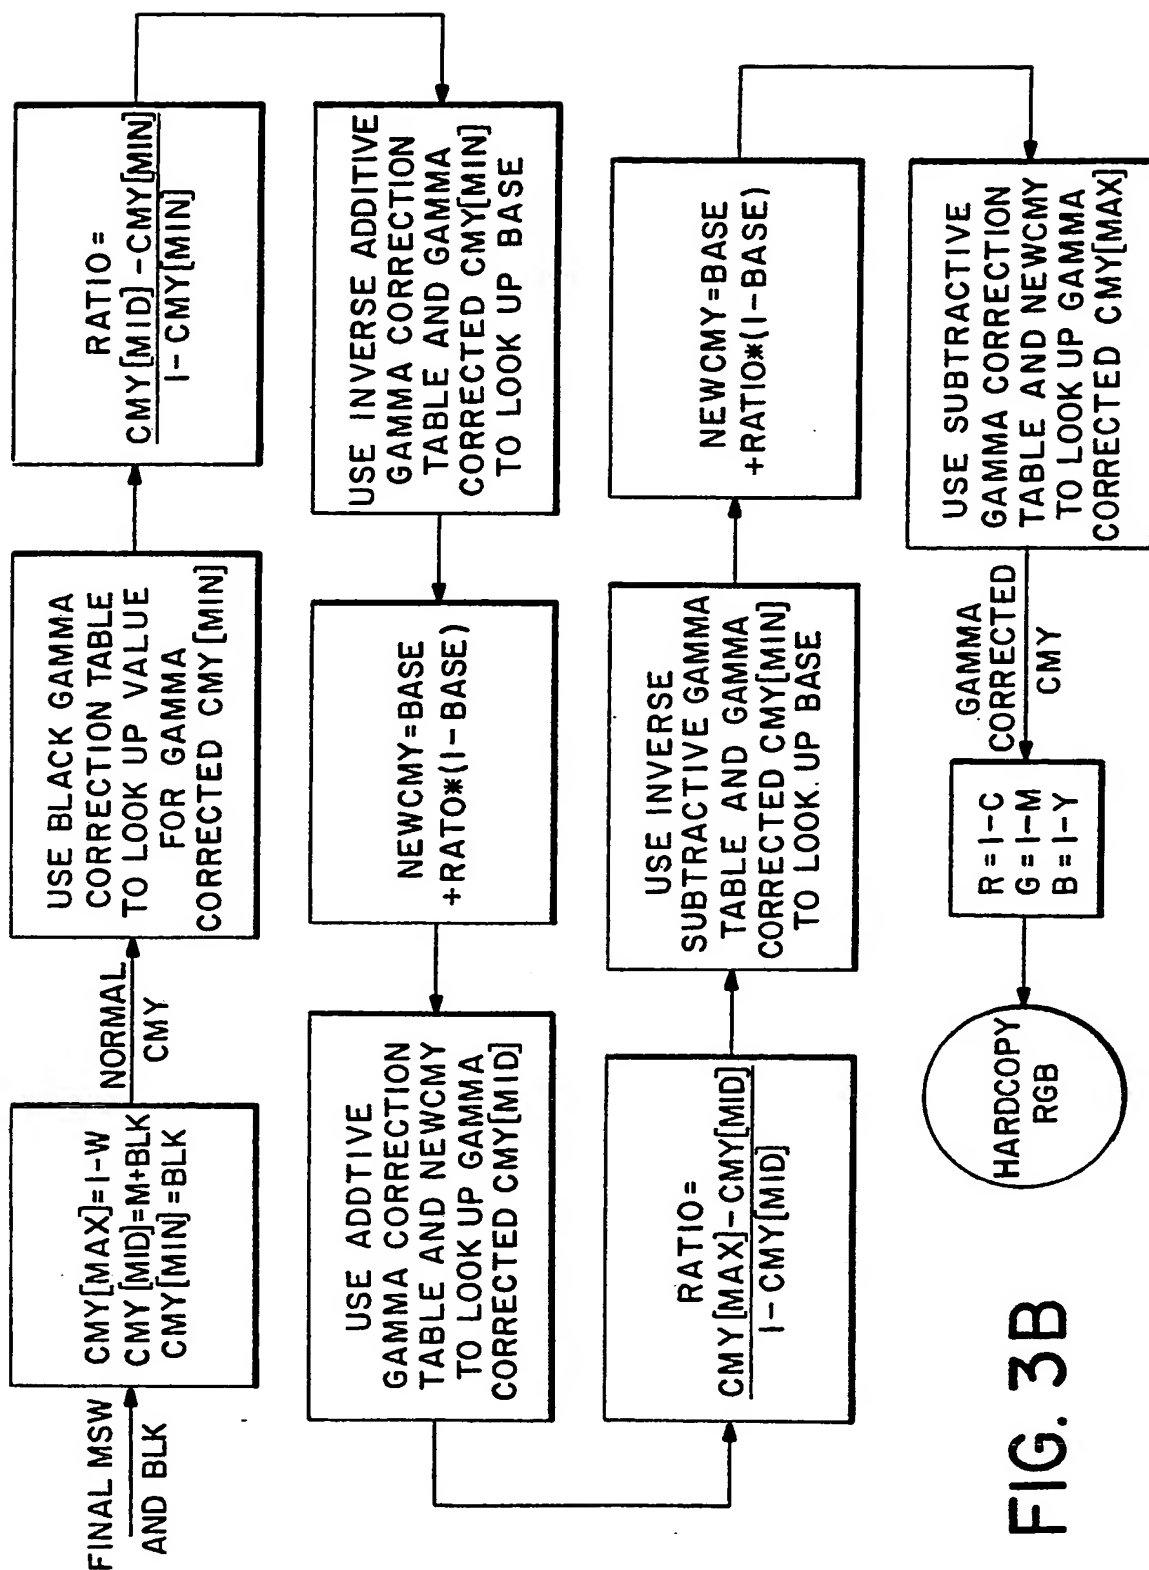 FINAL MSW
AND BLK
CMY[MAX]=1-W
CMY[MID]=M+BLK
CMY[MIN]=BLK
NORMAL
CMY
USE BLACK GAMMA
CORRECTION TABLE
TO LOOK UP VALUE
FOR GAMMA
CORRECTED CMY[MIN]
RATIO=
CMY[MID]-CMY[MIN]
1-CMY[MIN]
USE INVERSE ADDITIVE
GAMMA CORRECTION
TABLE AND GAMMA
CORRECTED CMY[MIN]
TO LOOK UP BASE
NEWCMY=BASE
+RATO*(1-BASE)
USE ADDTIVE
GAMMA CORRECTION
TABLE AND NEWCMY
TO LOOK UP GAMMA
CORRECTED CMY[MID]
RATIO=
CMY[MAX]-CMY[MID]
1-CMY[MID]
USE INVERSE
SUBTRACTIVE GAMMA
TABLE AND GAMMA
CORRECTED CMY[MIN]
TO LOOK.UP BASE
NEWCMY=BASE
+RATIO*(1-BASE)
USE SUBTRACTIVE
GAMMA CORRECTION
TABLE AND NEWCMY
TO LOOK UP GAMMA
CORRECTED CMY[MAX]
GAMMA
CORRECTED
CMY
R=1-C
G=1-M
B=1-Y
HARDCOPY
RGB
FIG. 3B